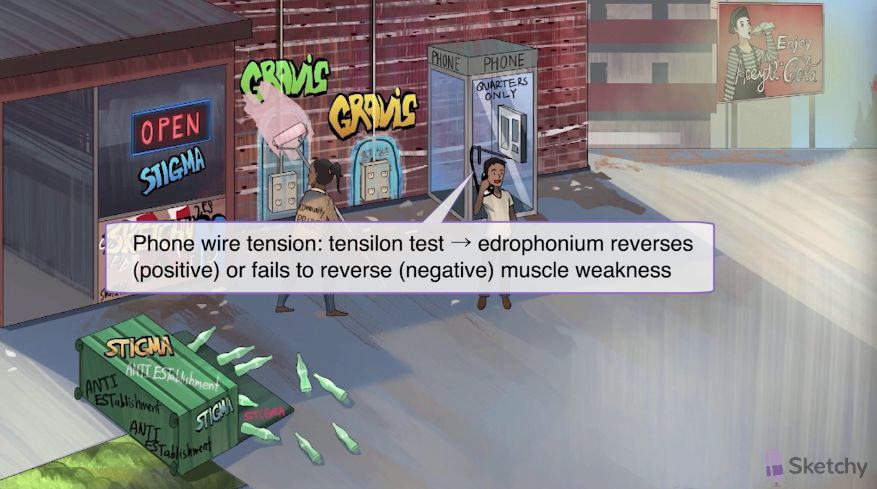 GRAVIS
GRAVIS
PHONE
PHONE
QUARTERS
ONLY
Enjoy
OPEN
STIGMA
Phone wire tension: tensilon test → edrophonium reverses
(positive) or fails to reverse (negative) muscle weakness
STIGMA
ANTI ESTablishment
ANTI
ESTablishment
STIGMA
STIGMA
ANTI
ESTablishment
Sketchy